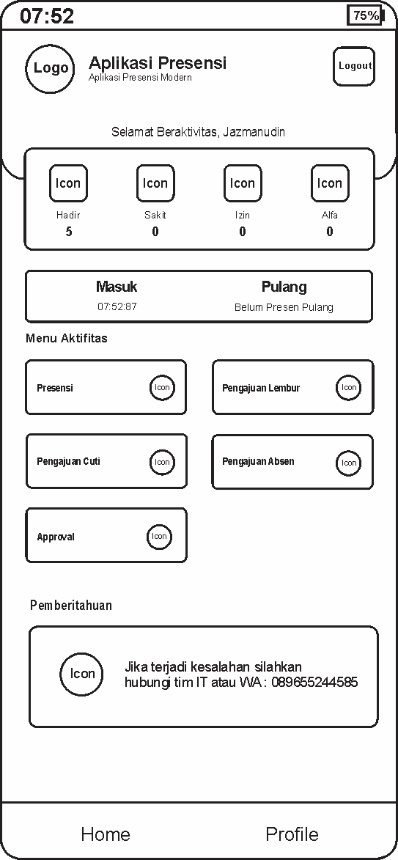 07:52
75%
Logo
Aplikasi Presensi
Aplikasi Presensi Modern
Logout
Selamat Beraktivitas, Jazmanudin
Icon Icon Icon Icon
Hadir Sakit Izin Alfa
5 0 0 0
Masuk Pulang
07:52:87 Belum Presen Pulang
Menu Aktifitas
Presensi Icon Pengajuan Lembur Icon
Pengajuan Cuti Icon Pengajuan Absen Icon
Approval Icon
Pemberitahuan
Icon
Jika terjadi kesalahan silahkan
hubungi tim IT atau WA : 089655244585
Home Profile